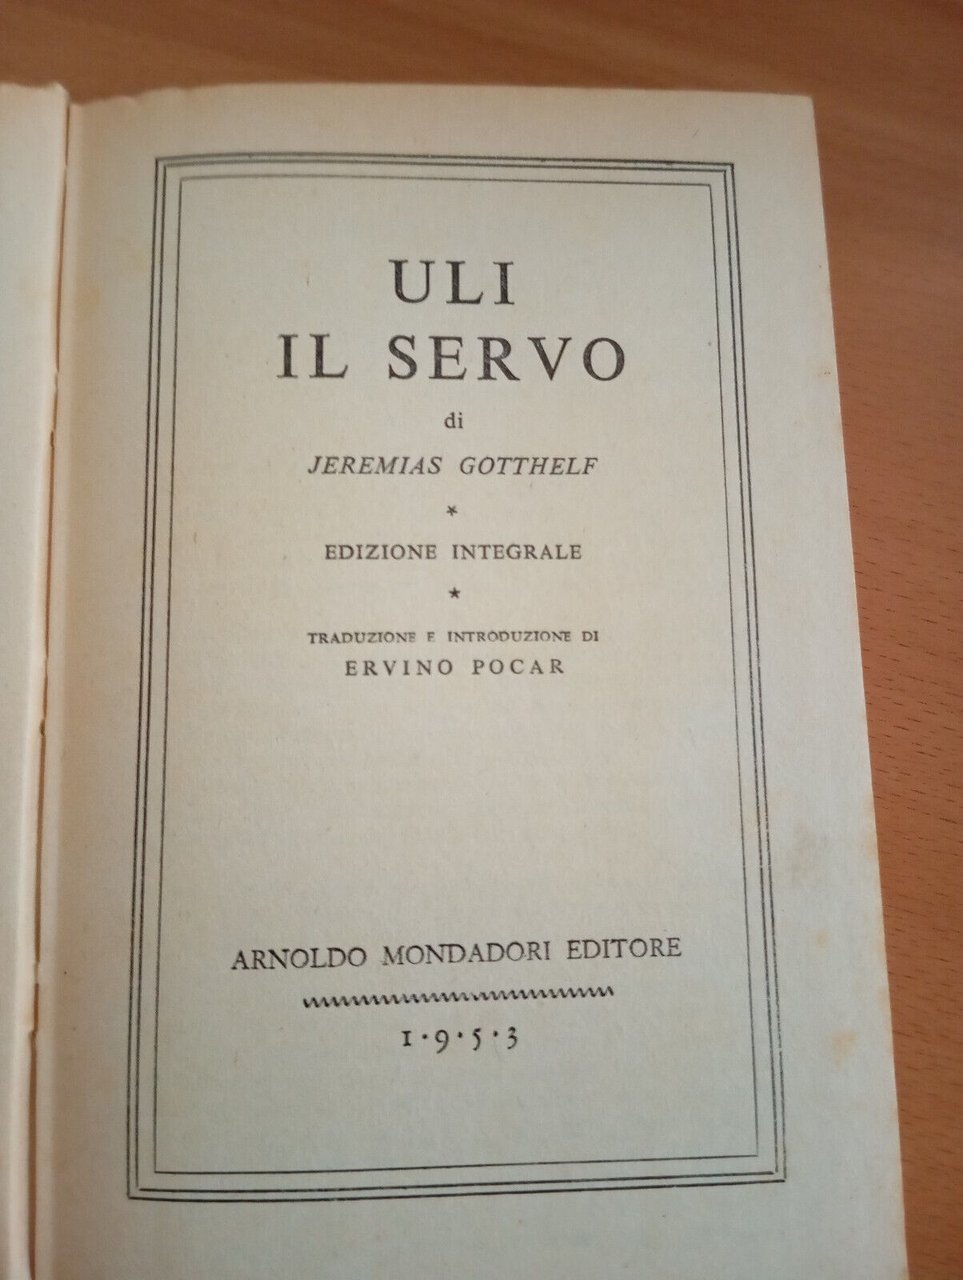 ULI
IL SERVO
di
JEREMIAS GOTTHELF
*
EDIZIONE INTEGRALE
*
TRADUZIONE E INTRODUZIONE DI
ERVINO POCAR
ARNOLDO MONDADORI EDITORE
1·9·5·3